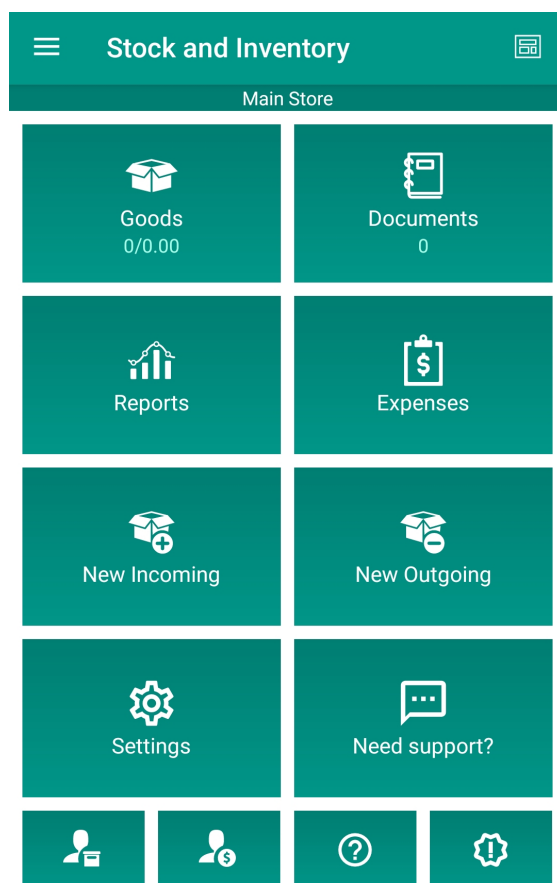 Stock and Inventory
Main Store
Goods
0/0.00
Documents
0
Reports
Expenses
New Incoming
New Outgoing
Settings
Need support?